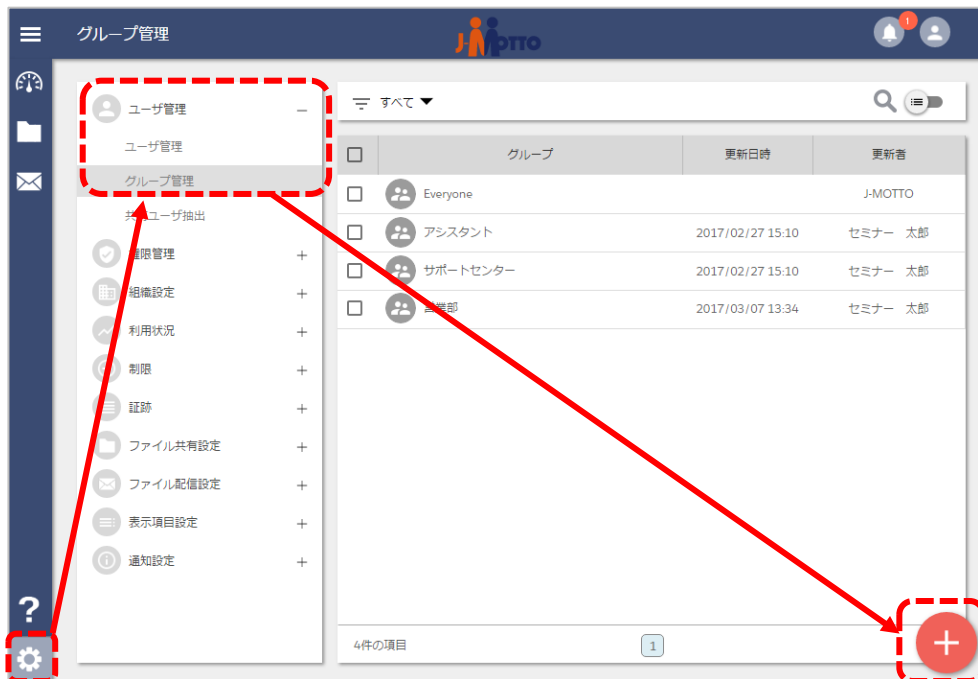 グループ管理
J-MOTTO
1
ユーザ管理
ユーザ管理
グループ管理
共有ユーザ抽出
権限管理
組織設定
利用状況
制限
証跡
ファイル共有設定
ファイル配信設定
表示項目設定
通知設定
?
すべて
グループ 更新日時 更新者
Everyone J-MOTTO
アシスタント 2017/02/27 15:10 セミナー 太郎
サポートセンター 2017/02/27 15:10 セミナー 太郎
営業部 2017/03/07 13:34 セミナー 太郎
4件の項目 1